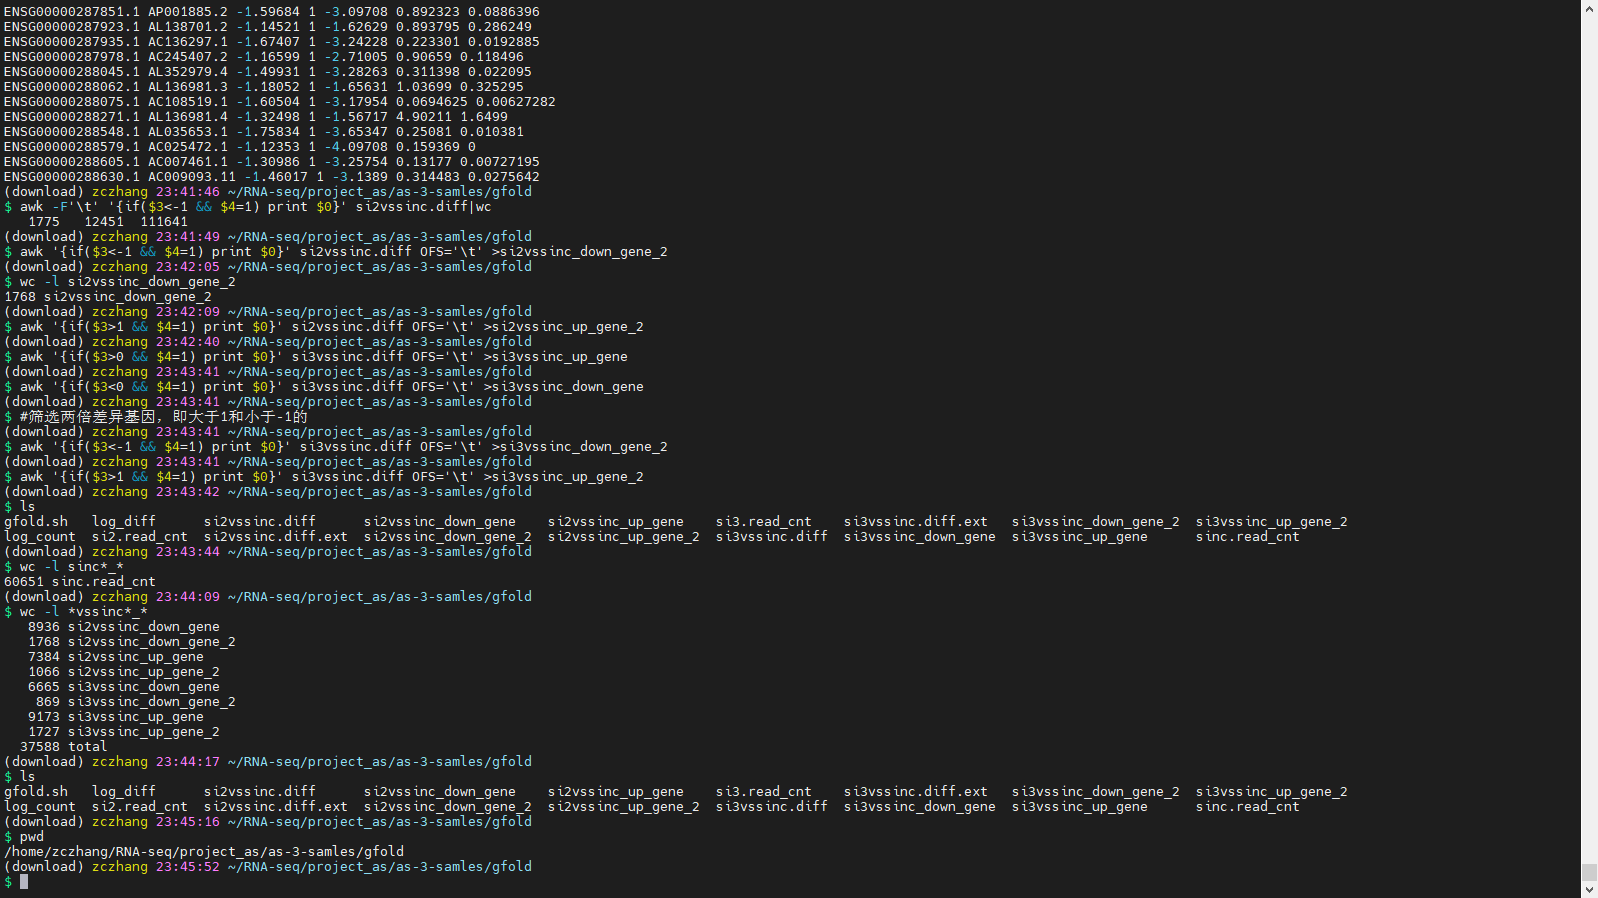 ENSG00000287851.1 AP001885.2 -1.59684 1 -3.09708 0.892323 0.0886396
ENSG00000287923.1 AL138701.2 -1.14521 1 -1.62629 0.893795 0.286249
ENSG00000287935.1 AC136297.1 -1.67407 1 -3.24228 0.223301 0.0192885
ENSG00000287978.1 AC245407.2 -1.16599 1 -2.71005 0.90659 0.118496
ENSG00000288045.1 AL352979.4 -1.49931 1 -3.28263 0.311398 0.022095
ENSG00000288062.1 AL136981.3 -1.18052 1 -1.65631 1.03699 0.325295
ENSG00000288075.1 AC108519.1 -1.60504 1 -3.17954 0.0694625 0.00627282
ENSG00000288271.1 AL136981.4 -1.32498 1 -1.56717 4.90211 1.6499
ENSG00000288548.1 AL035653.1 -1.75834 1 -3.65347 0.25081 0.010381
ENSG00000288579.1 AC025472.1 -1.12353 1 -4.09708 0.159369 0
ENSG00000288605.1 AC007461.1 -1.30986 1 -3.25754 0.13177 0.00727195
ENSG00000288630.1 AC009093.11 -1.46017 1 -3.1389 0.314483 0.0275642
(download) zczhang 23:41:46 ~/RNA-seq/project_as/as-3-samles/gfold
$ awk -F'\t' '{if($3<-1 && $4=1) print $0}' si2vssinc.diff|wc
1775 12451 111641
(download) zczhang 23:41:49 ~/RNA-seq/project_as/as-3-samles/gfold
$ awk '{if($3<-1 && $4=1) print $0}' si2vssinc.diff OFS='\t' >si2vssinc_down_gene_2
(download) zczhang 23:42:05 ~/RNA-seq/project_as/as-3-samles/gfold
$ wc -l si2vssinc_down_gene_2
1768 si2vssinc_down_gene_2
(download) zczhang 23:42:09 ~/RNA-seq/project_as/as-3-samles/gfold
$ awk '{if($3>1 && $4=1) print $0}' si2vssinc.diff OFS='\t' >si2vssinc_up_gene_2
(download) zczhang 23:42:40 ~/RNA-seq/project_as/as-3-samles/gfold
$ awk '{if($3>0 && $4=1) print $0}' si3vssinc.diff OFS='\t' >si3vssinc_up_gene
(download) zczhang 23:43:41 ~/RNA-seq/project_as/as-3-samles/gfold
$ awk '{if($3<0 && $4=1) print $0}' si3vssinc.diff OFS='\t' >si3vssinc_down_gene
(download) zczhang 23:43:41 ~/RNA-seq/project_as/as-3-samles/gfold
$ #筛选两倍差异基因，即大于1和小于-1的
(download) zczhang 23:43:41 ~/RNA-seq/project_as/as-3-samles/gfold
$ awk '{if($3<-1 && $4=1) print $0}' si3vssinc.diff OFS='\t' >si3vssinc_down_gene_2
(download) zczhang 23:43:41 ~/RNA-seq/project_as/as-3-samles/gfold
$ awk '{if($3>1 && $4=1) print $0}' si3vssinc.diff OFS='\t' >si3vssinc_up_gene_2
(download) zczhang 23:43:42 ~/RNA-seq/project_as/as-3-samles/gfold
$ ls
gfold.sh log_diff si2vssinc.diff si2vssinc_down_gene si2vssinc_up_gene si3.read_cnt si3vssinc.diff.ext si3vssinc_down_gene_2 si3vssinc_up_gene_2
log_count si2.read_cnt si2vssinc.diff.ext si2vssinc_down_gene_2 si2vssinc_up_gene_2 si3vssinc.diff si3vssinc_down_gene si3vssinc_up_gene sinc.read_cnt
(download) zczhang 23:43:44 ~/RNA-seq/project_as/as-3-samles/gfold
$ wc -l sinc*_*
60651 sinc.read_cnt
(download) zczhang 23:44:09 ~/RNA-seq/project_as/as-3-samles/gfold
$ wc -l *vssinc*_*
8936 si2vssinc_down_gene
1768 si2vssinc_down_gene_2
7384 si2vssinc_up_gene
1066 si2vssinc_up_gene_2
6665 si3vssinc_down_gene
869 si3vssinc_down_gene_2
9173 si3vssinc_up_gene
1727 si3vssinc_up_gene_2
37588 total
(download) zczhang 23:44:17 ~/RNA-seq/project_as/as-3-samles/gfold
$ ls
gfold.sh log_diff si2vssinc.diff si2vssinc_down_gene si2vssinc_up_gene si3.read_cnt si3vssinc.diff.ext si3vssinc_down_gene_2 si3vssinc_up_gene_2
log_count si2.read_cnt si2vssinc.diff.ext si2vssinc_down_gene_2 si2vssinc_up_gene_2 si3vssinc.diff si3vssinc_down_gene si3vssinc_up_gene sinc.read_cnt
(download) zczhang 23:45:16 ~/RNA-seq/project_as/as-3-samles/gfold
$ pwd
/home/zczhang/RNA-seq/project_as/as-3-samles/gfold
(download) zczhang 23:45:52 ~/RNA-seq/project_as/as-3-samles/gfold
$